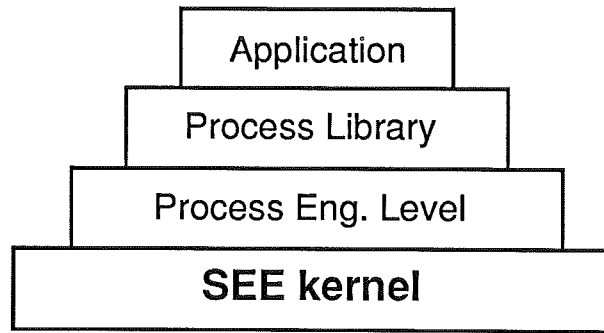 Application
Process Library
Process Eng. Level
SEE kernel